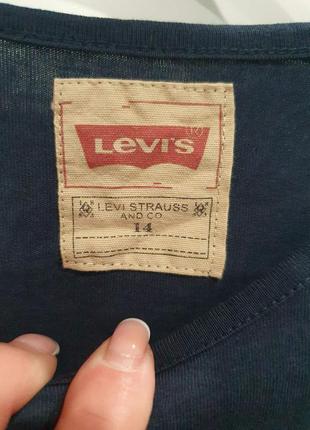 LEVI'S
LEVI STRAUSS
AND CO
14